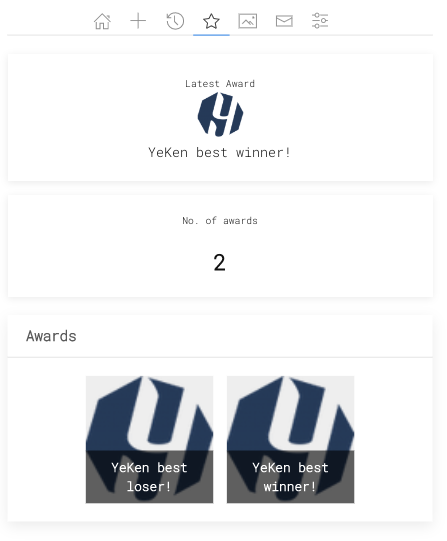 Latest Award
YeKen best winner!
No. of awards
2
Awards
YeKen best
loser!
YeKen best
winner!